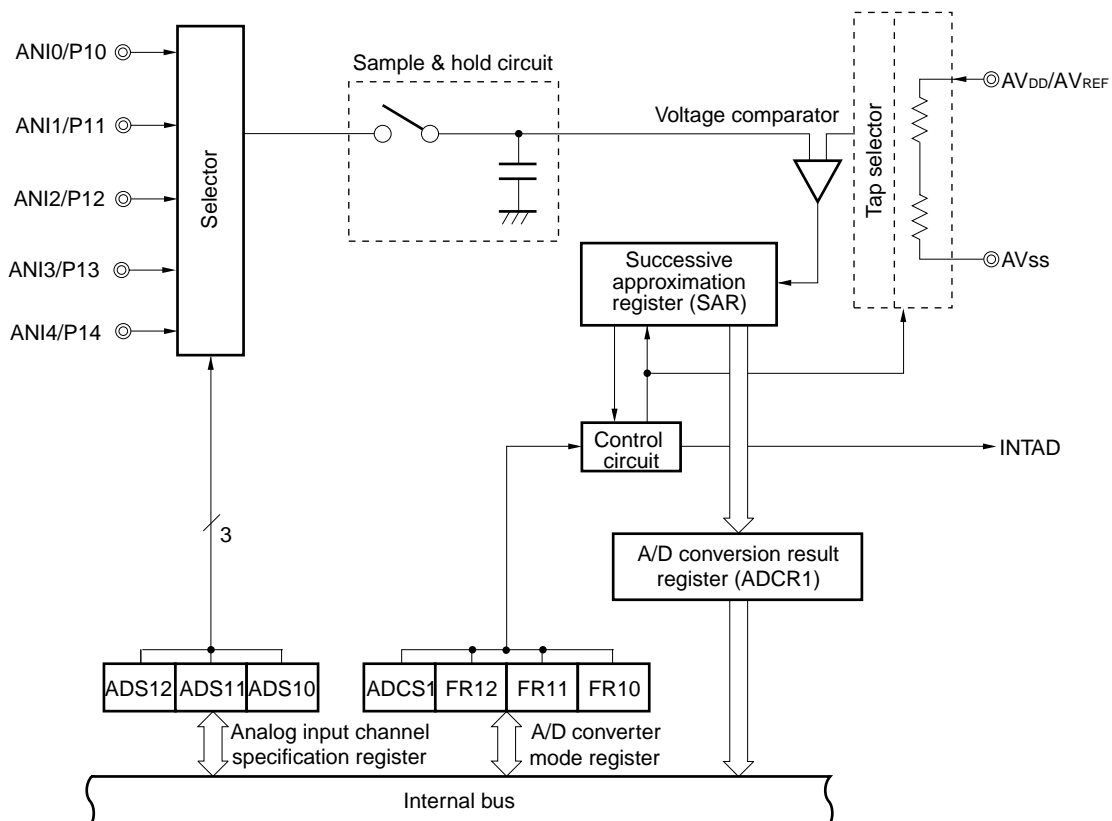 ANI0/P10
ANI1/P11
ANI2/P12
ANI3/P13
ANI4/P14
Selector
Sample & hold circuit
Voltage comparator
Tap selector
AVDD/AVREF
AVss
Successive
approximation
register (SAR)
Control
circuit
INTAD
3
A/D conversion result
register (ADCR1)
ADS12 ADS11 ADS10
ADCS1 FR12 FR11 FR10
Analog input channel
specification register
A/D converter
mode register
Internal bus